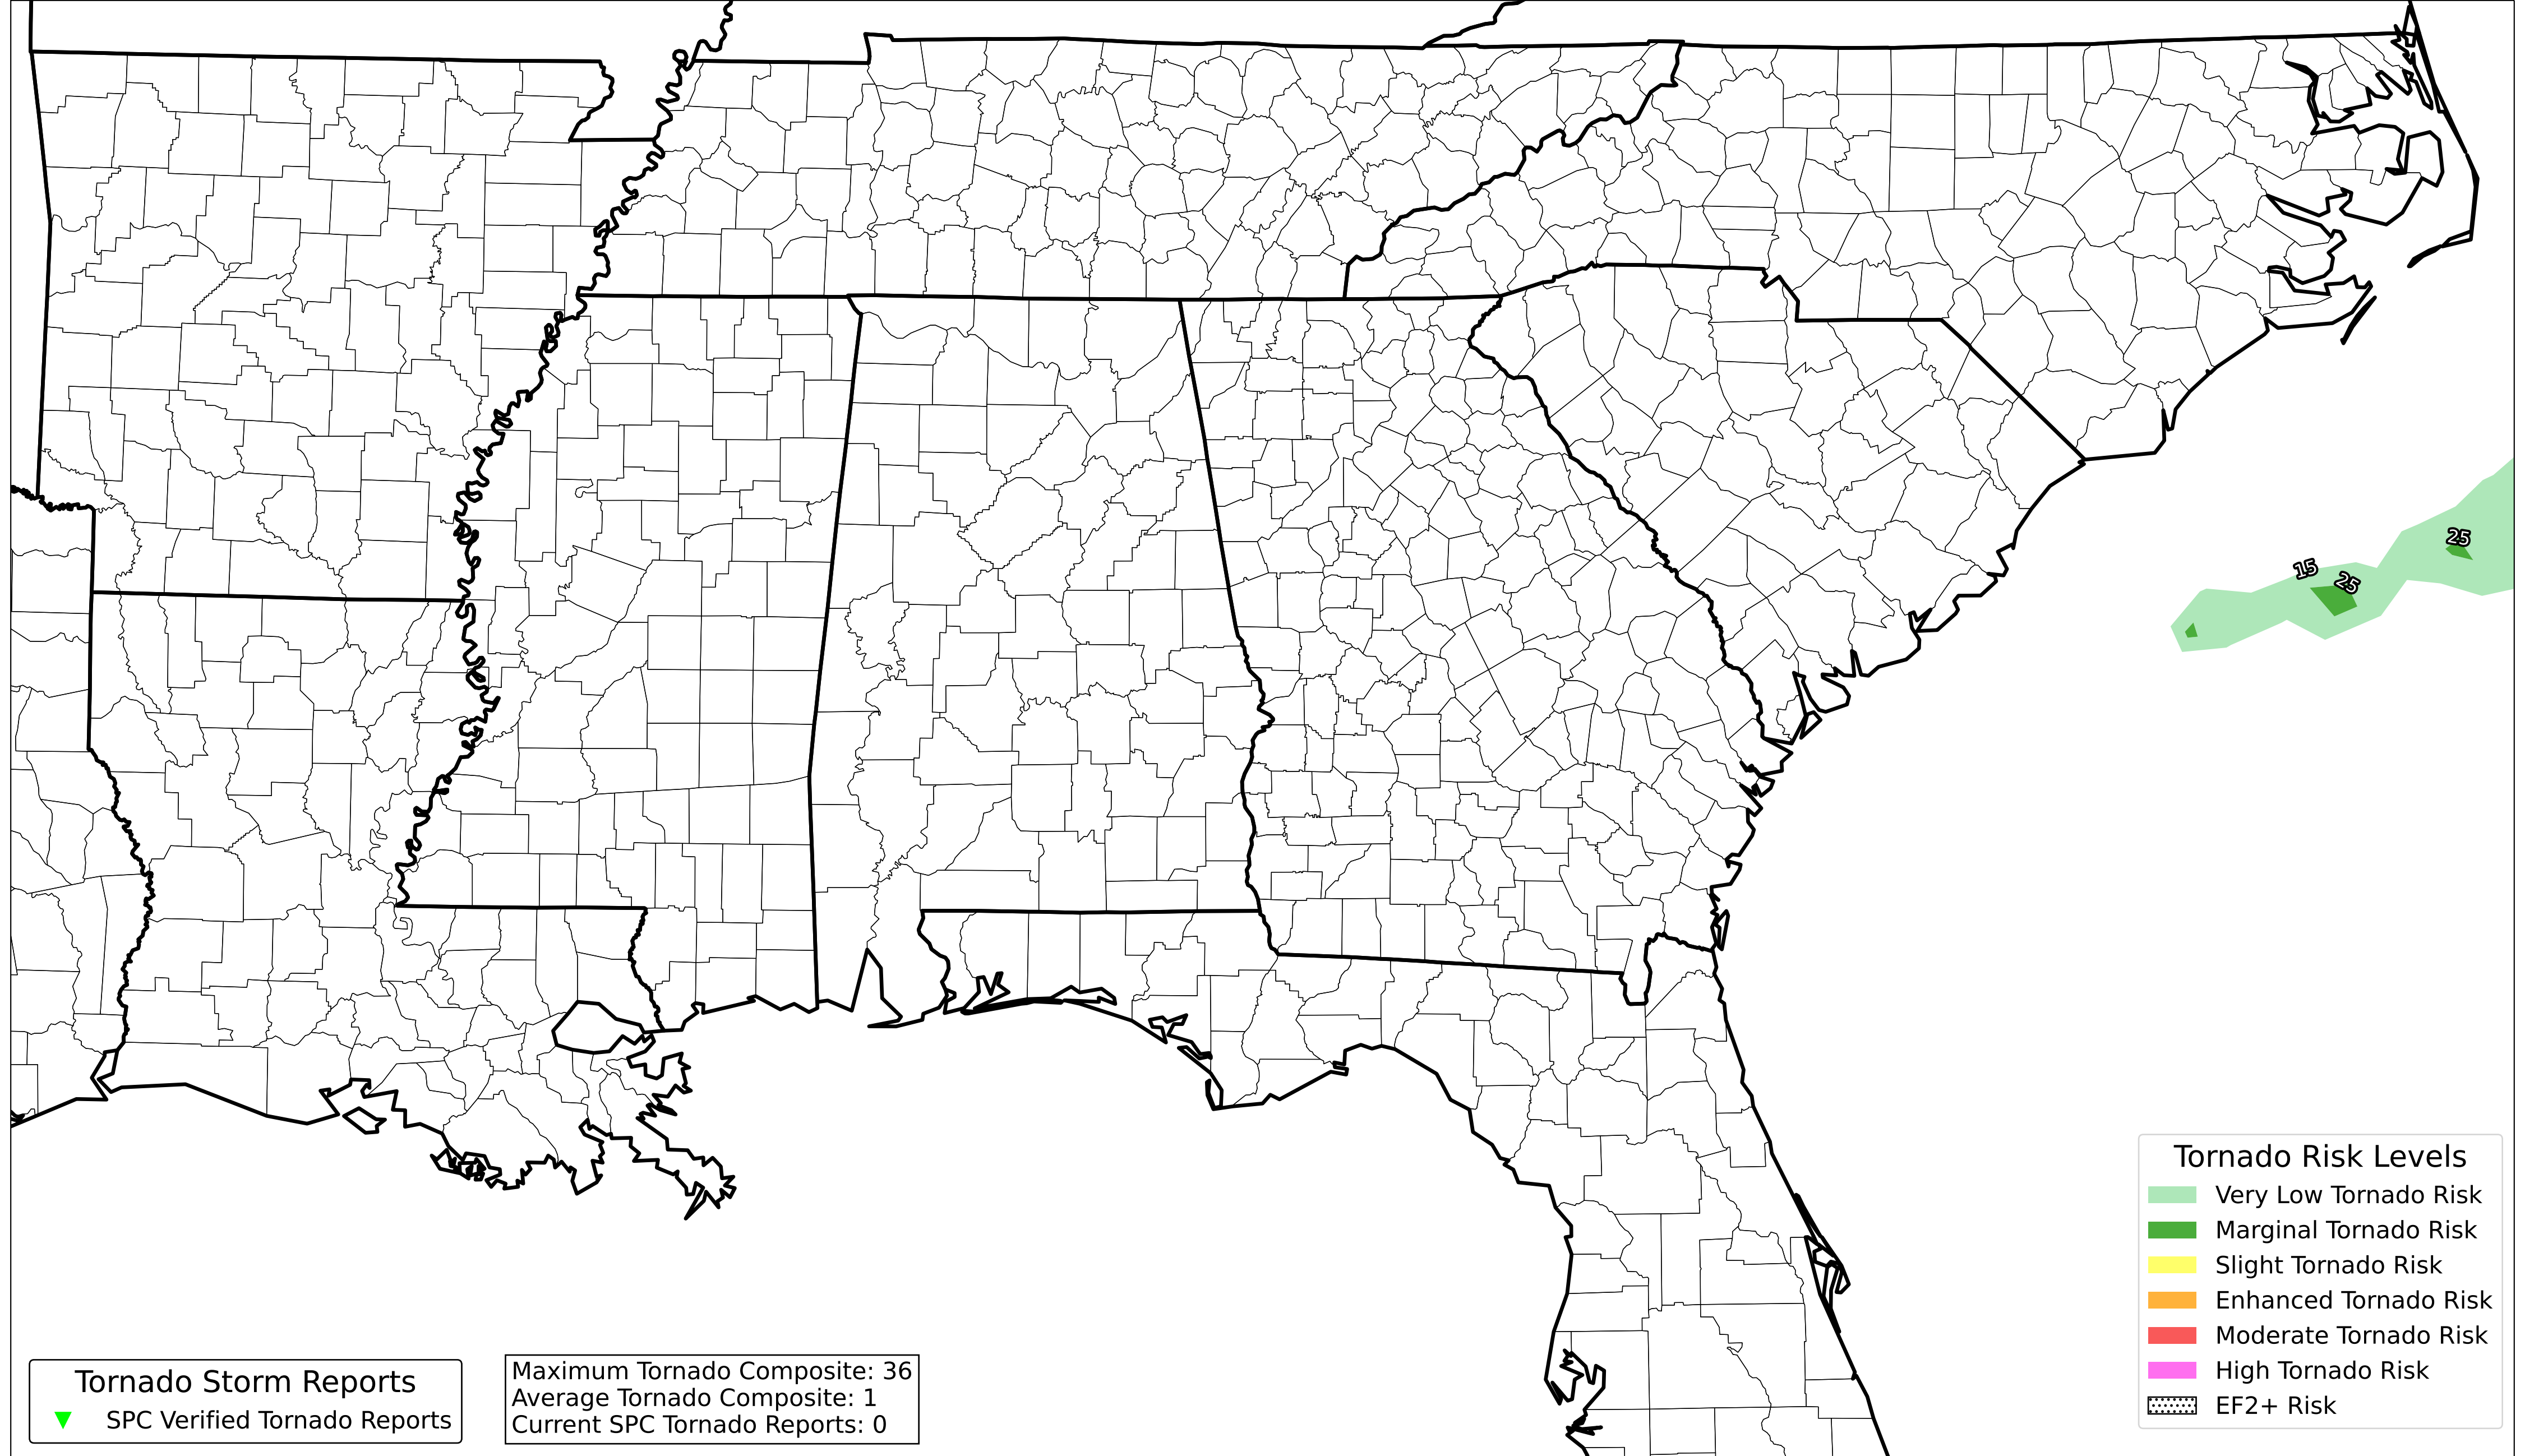 25
15
25
Tornado Risk Levels
Very Low Tornado Risk
Marginal Tornado Risk
Slight Tornado Risk
Enhanced Tornado Risk
Moderate Tornado Risk
High Tornado Risk
EF2+ Risk
Tornado Storm Reports
SPC Verified Tornado Reports
Maximum Tornado Composite: 36
Average Tornado Composite: 1
Current SPC Tornado Reports: 0